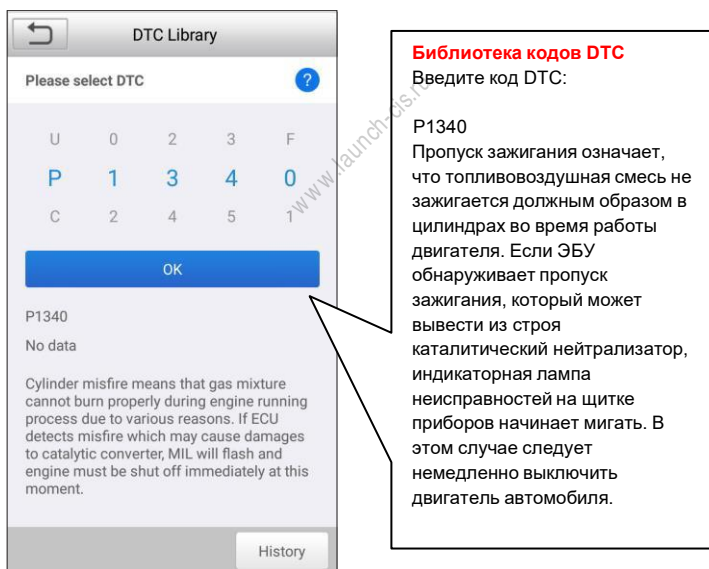 DTC Library
Please select DTC
?
U 0 2 3 F
P 1 3 4 0
C 2 4 5 1
OK
P1340
No data
Cylinder misfire means that gas mixture
cannot burn properly during engine running
process due to various reasons. If ECU
detects misfire which may cause damages
to catalytic converter, MIL will flash and
engine must be shut off immediately at this
moment.
History
Библиотека кодов DTC
Введите код DTC:
P1340
Пропуск зажигания означает,
что топливовоздушная смесь не
зажигается должным образом в
цилиндрах во время работы
двигателя. Если ЭБУ
обнаруживает пропуск
зажигания, который может
вывести из строя
каталитический нейтрализатор,
индикаторная лампа
неисправностей на щитке
приборов начинает мигать. В
этом случае следует
немедленно выключить
двигатель автомобиля.